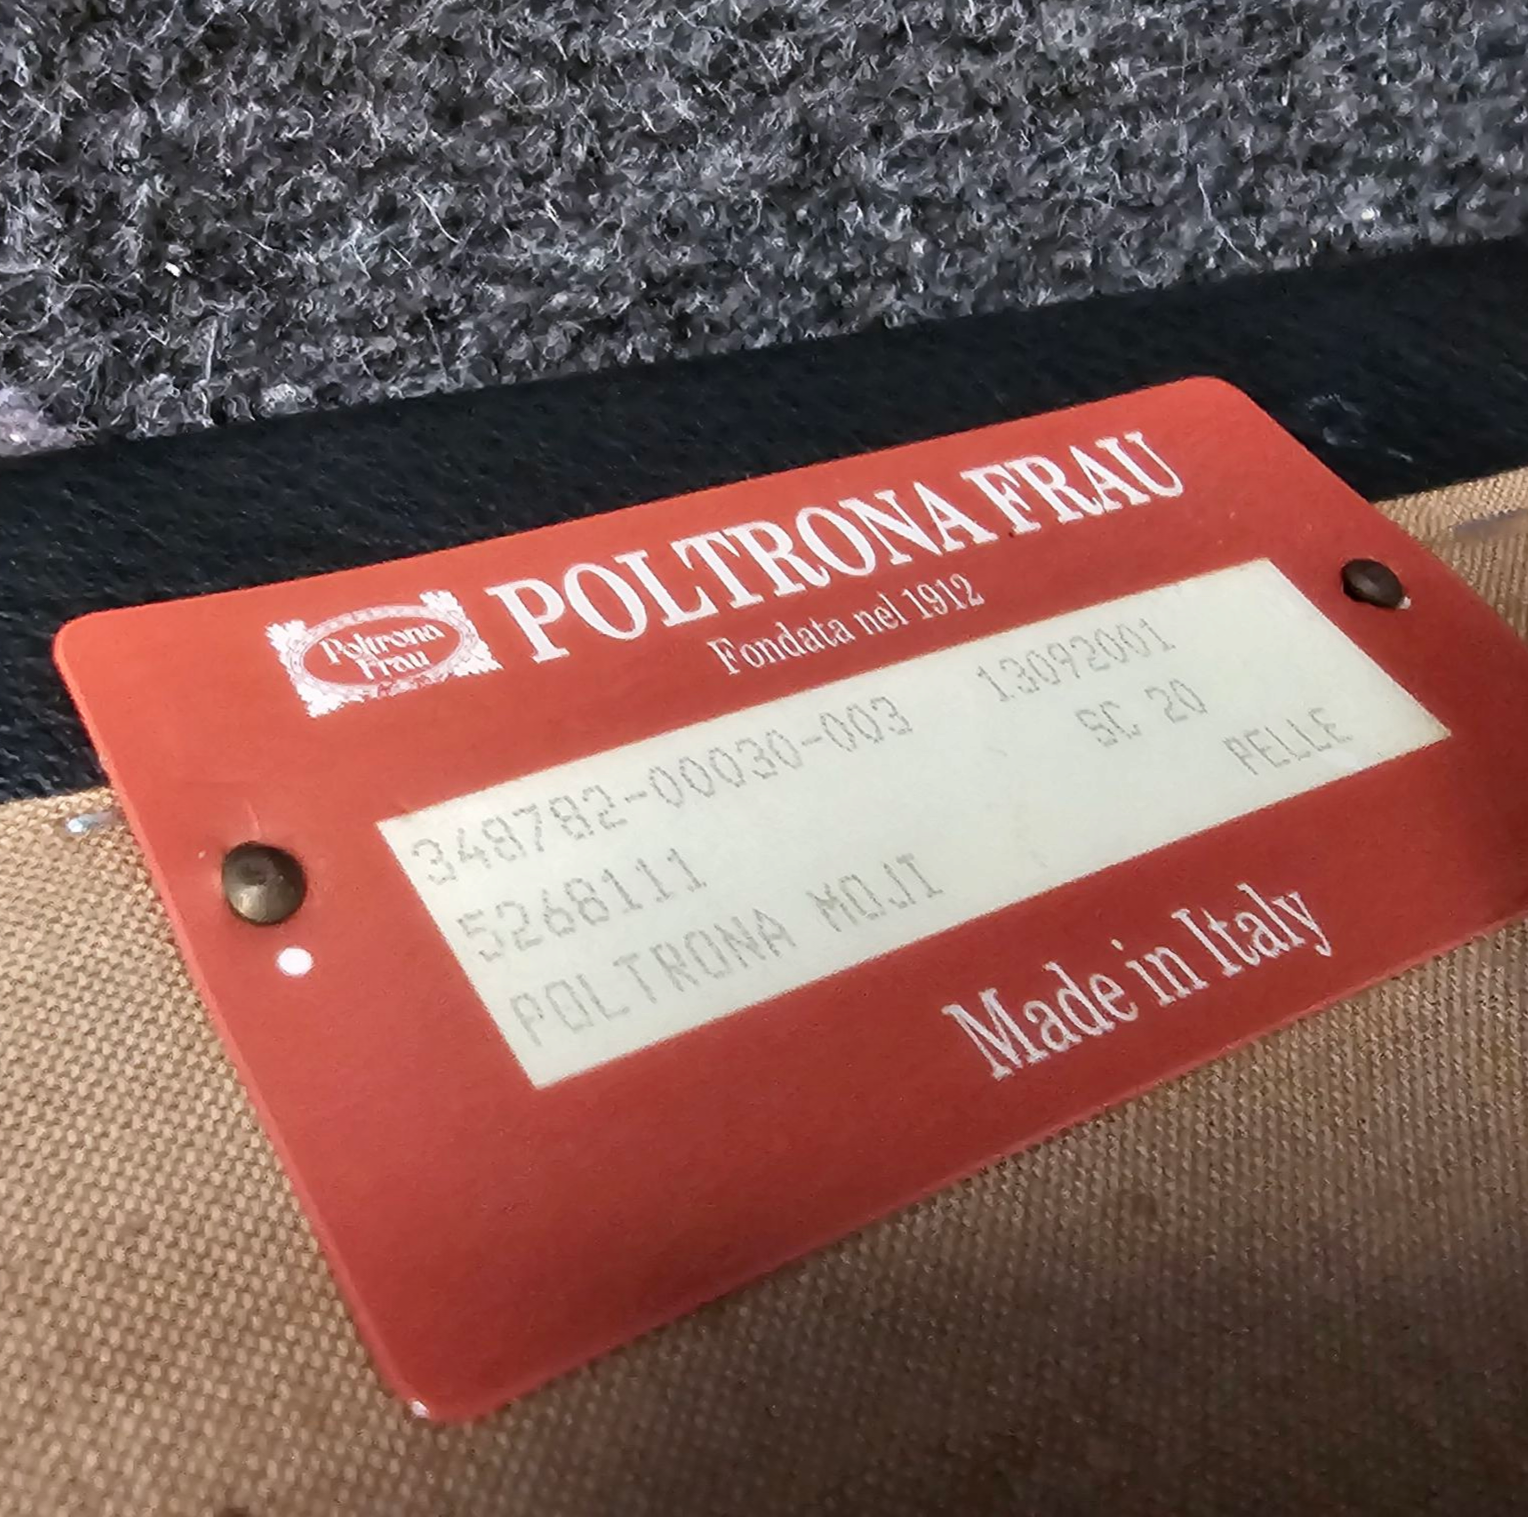 Poltrona
Frau
POLTRONA FRAU
Fondata nel 1912
348782-00030-003 13092001
5268111 SC 20
POLTRONA MOJI PELLE
Made in Italy